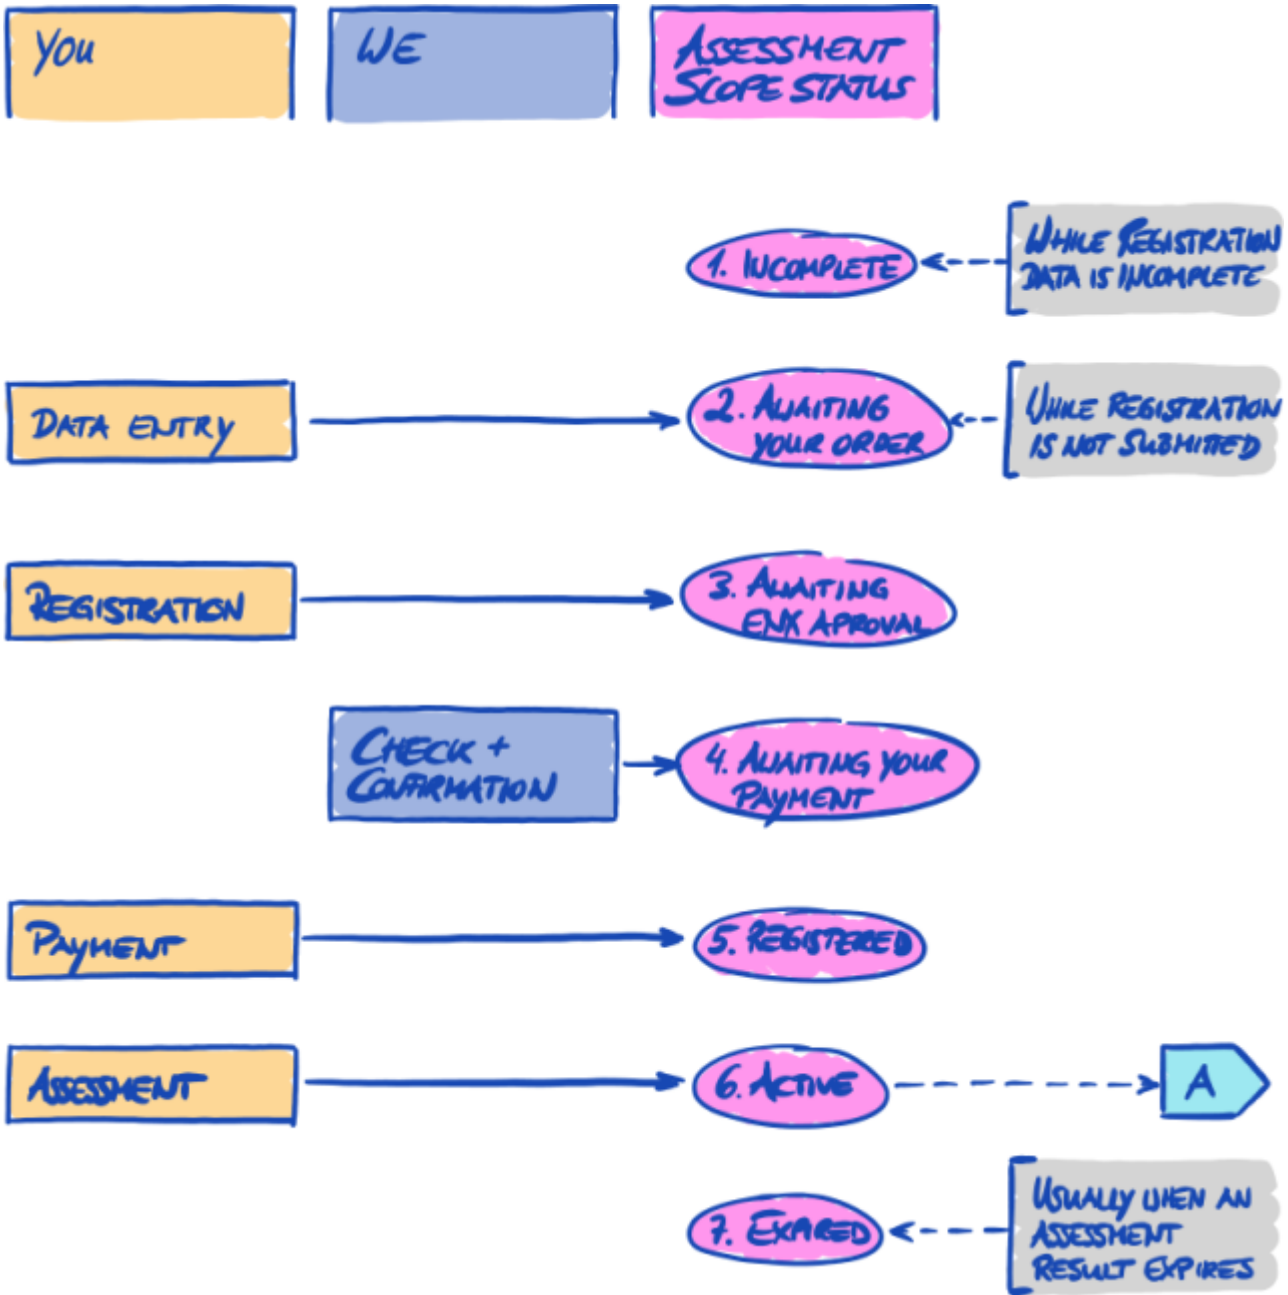 YOU
WE
ASSESSMENT
SCOPE STATUS
1. INCOMPLETE
WHILE REGISTRATION
DATA IS INCOMPLETE
DATA ENTRY
2. AWAITING
YOUR ORDER
WHILE REGISTRATION
IS NOT SUBMITTED
REGISTRATION
3. AWAITING
ENX APROVAL
CHECK +
CONFIRMATION
4. AWAITING YOUR
PAYMENT
PAYMENT
5. REGISTERED
ASSESSMENT
6. ACTIVE
A
7. EXPIRED
USUALLY WHEN AN
ASSESSMENT
RESULT EXPIRES